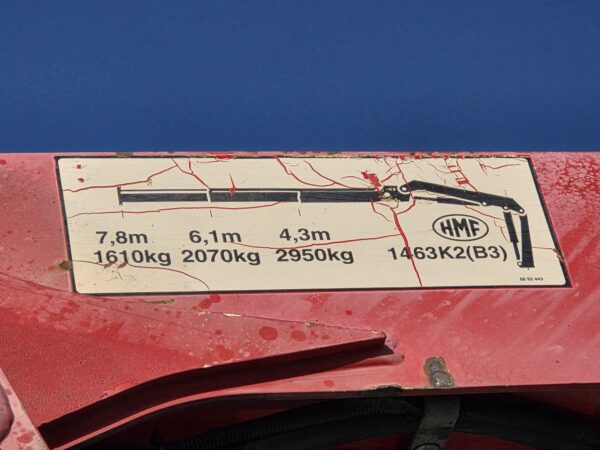 HMF
7,8m 6,1m 4,3m
1610kg 2070kg 2950kg 1463K2(B3)